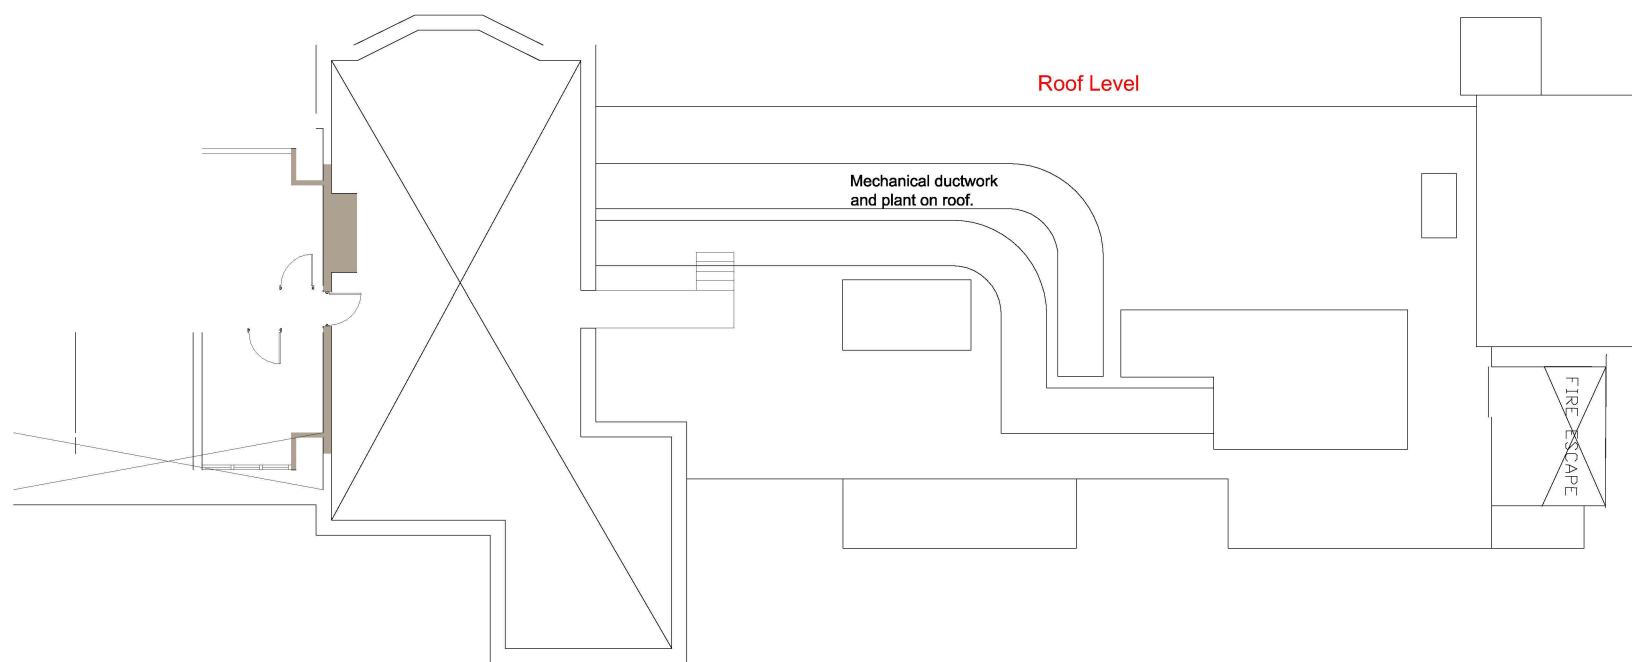 Roof Level
Mechanical ductwork
and plant on roof.
FIRE ESCAPE